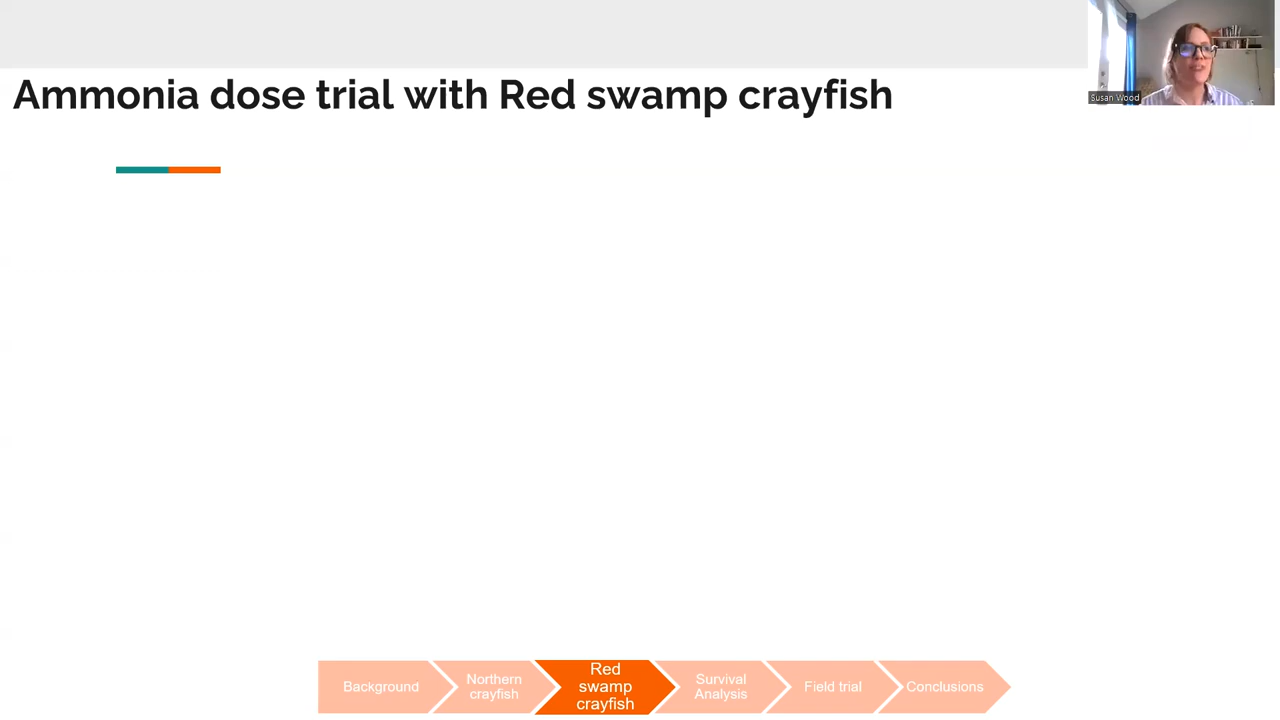 Ammonia dose trial with Red swamp crayfish
Susan Wood
Background
Northern
crayfish
Red
swamp
crayfish
Survival
Analysis
Field trial
Conclusions